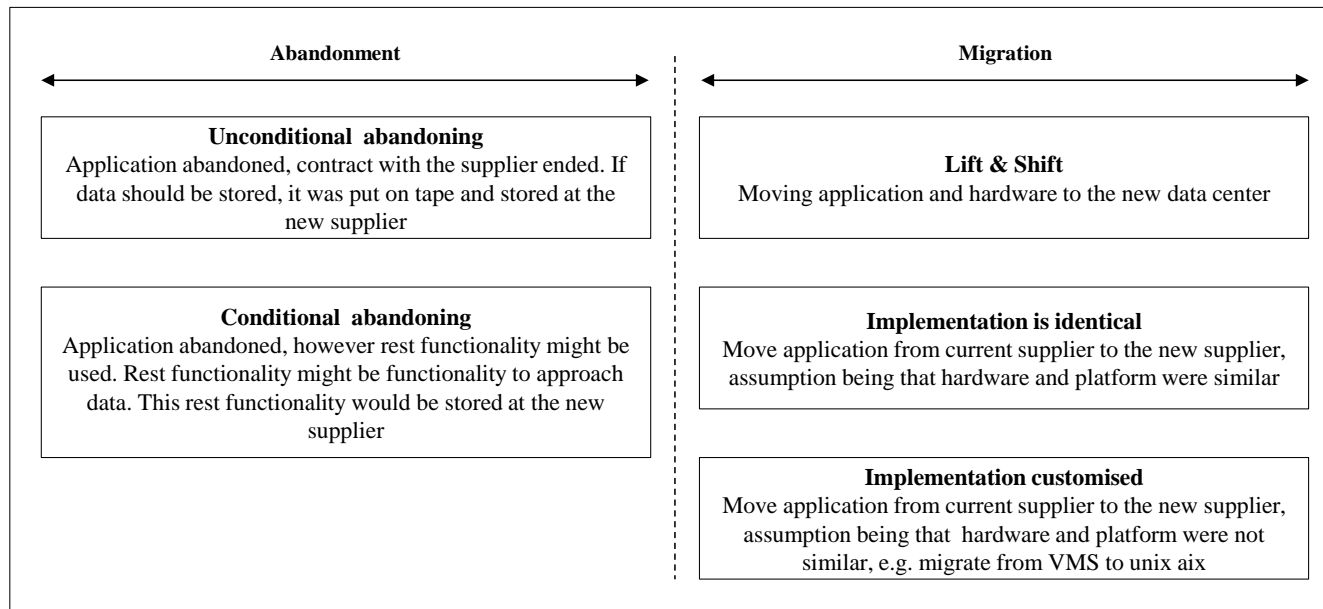 Abandonment
Unconditional abandoning
Application abandoned, contract with the supplier ended. If
data should be stored, it was put on tape and stored at the
new supplier
Conditional abandoning
Application abandoned, however rest functionality might be
used. Rest functionality might be functionality to approach
data. This rest functionality would be stored at the new
supplier
Migration
Lift & Shift
Moving application and hardware to the new data center
Implementation is identical
Move application from current supplier to the new supplier,
assumption being that hardware and platform were similar
Implementation customised
Move application from current supplier to the new supplier,
assumption being that hardware and platform were not
similar, e.g. migrate from VMS to unix aix